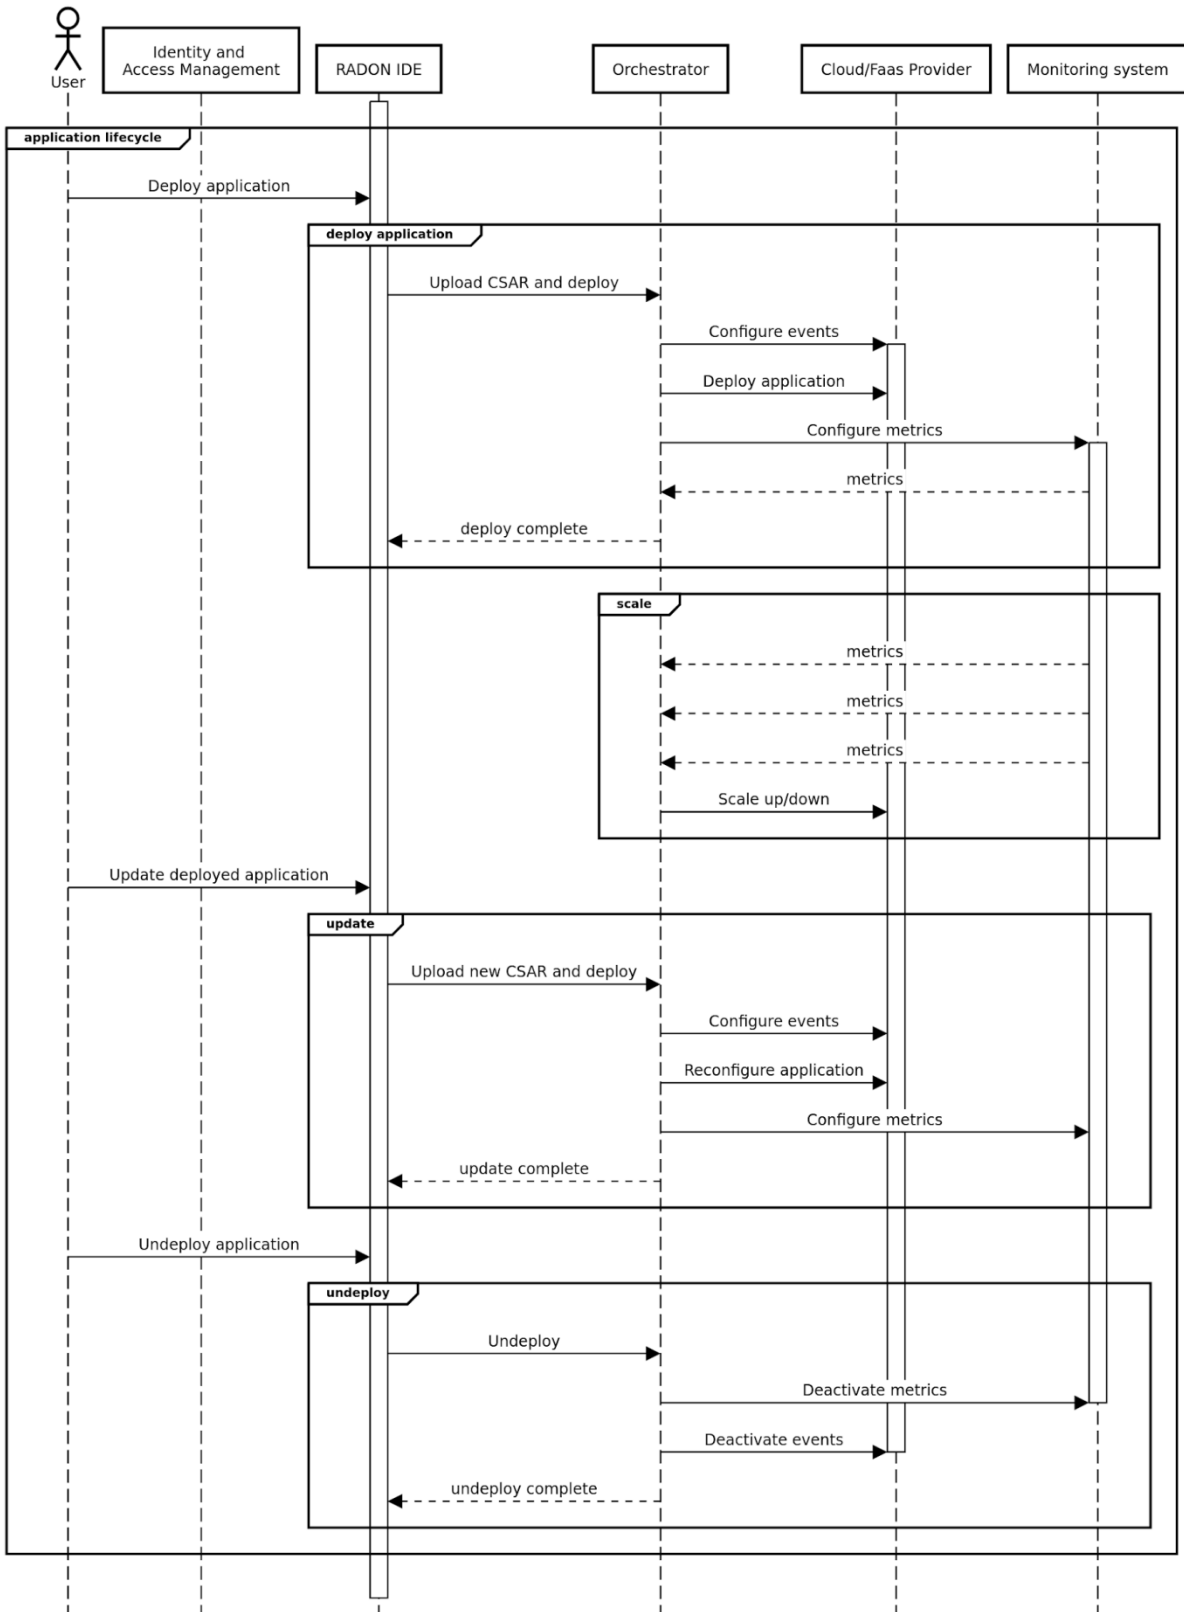 User
Identity and
Access Management
RADON IDE
Orchestrator
Cloud/Faas Provider
Monitoring system
application lifecycle
Deploy application
deploy application
Upload CSAR and deploy
Configure events
Deploy application
Configure metrics
metrics
deploy complete
scale
metrics
metrics
metrics
Scale up/down
Update deployed application
update
Upload new CSAR and deploy
Configure events
Reconfigure application
Configure metrics
update complete
Undeploy application
undeploy
Undeploy
Deactivate metrics
Deactivate events
undeploy complete